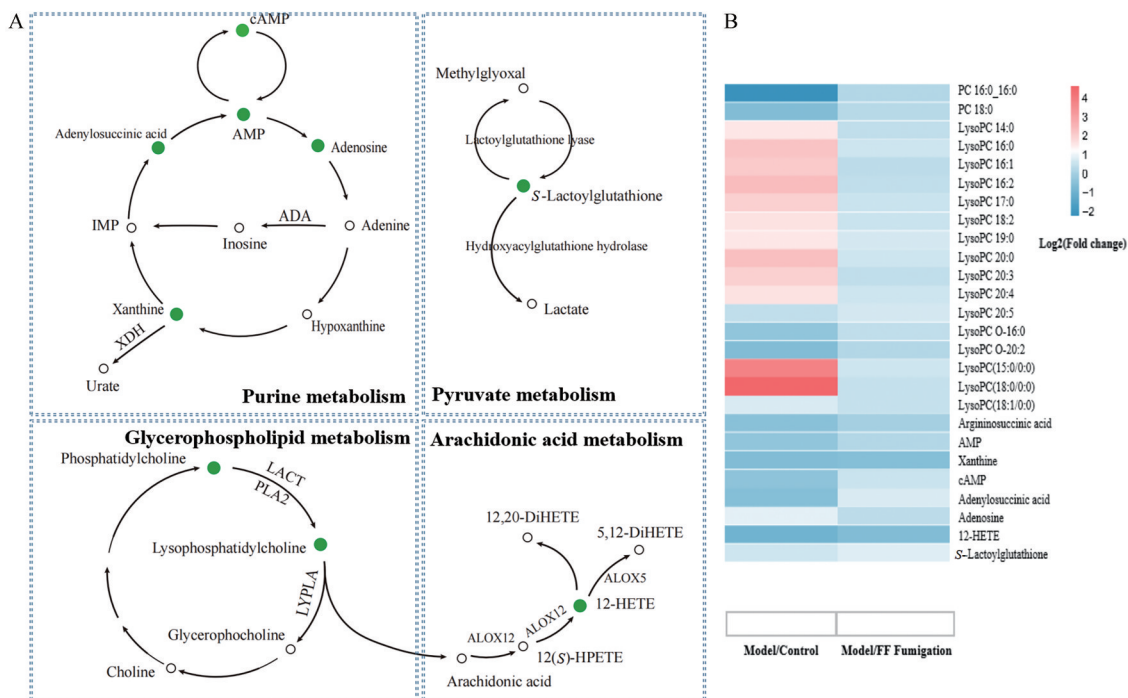 A
cAMP
Adenylosuccinic acid
AMP
Adenosine
IMP
ADA
Inosine
Adenine
Xanthine
Hypoxanthine
XDH
Urate
Purine metabolism
Methylglyoxal
Lactoylglutathione lyase
S-Lactoylglutathione
Hydroxyacylglutathione hydrolase
Lactate
Pyruvate metabolism
Glycerophospholipid metabolism
Phosphatidylcholine
LACT
PLA2
Lysophosphatidylcholine
LYPLA
Glycerophocholine
Choline
Arachidonic acid metabolism
12,20-DiHETE
5,12-DiHETE
ALOX5
12-HETE
ALOX12
ALOX12
12(S)-HPETE
Arachidonic acid
B
PC 16:0_16:0
PC 18:0
LysoPC 14:0
LysoPC 16:0
LysoPC 16:1
LysoPC 16:2
LysoPC 17:0
LysoPC 18:2
LysoPC 19:0
LysoPC 20:0
LysoPC 20:3
LysoPC 20:4
LysoPC 20:5
LysoPC O-16:0
LysoPC O-20:2
LysoPC(15:0/0:0)
LysoPC(18:0/0:0)
LysoPC(18:1/0:0)
Argininosuccinic acid
AMP
Xanthine
cAMP
Adenylosuccinic acid
Adenosine
12-HETE
S-Lactoylglutathione
4
3
2
1
0
−1
−2
Log2(Fold change)
Model/Control
Model/FF Fumigation